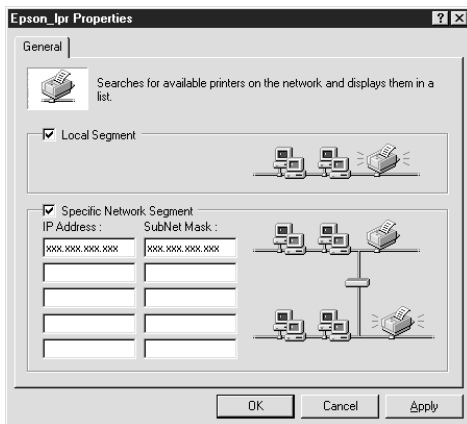 Epson_lpr Properties
General
Searches for available printers on the network and displays them in a
list.
Local Segment
Specific Network Segment
IP Address : SubNet Mask :
xxx.xxx.xxx.xxx xxx.xxx.xxx.xxx
OK Cancel Apply